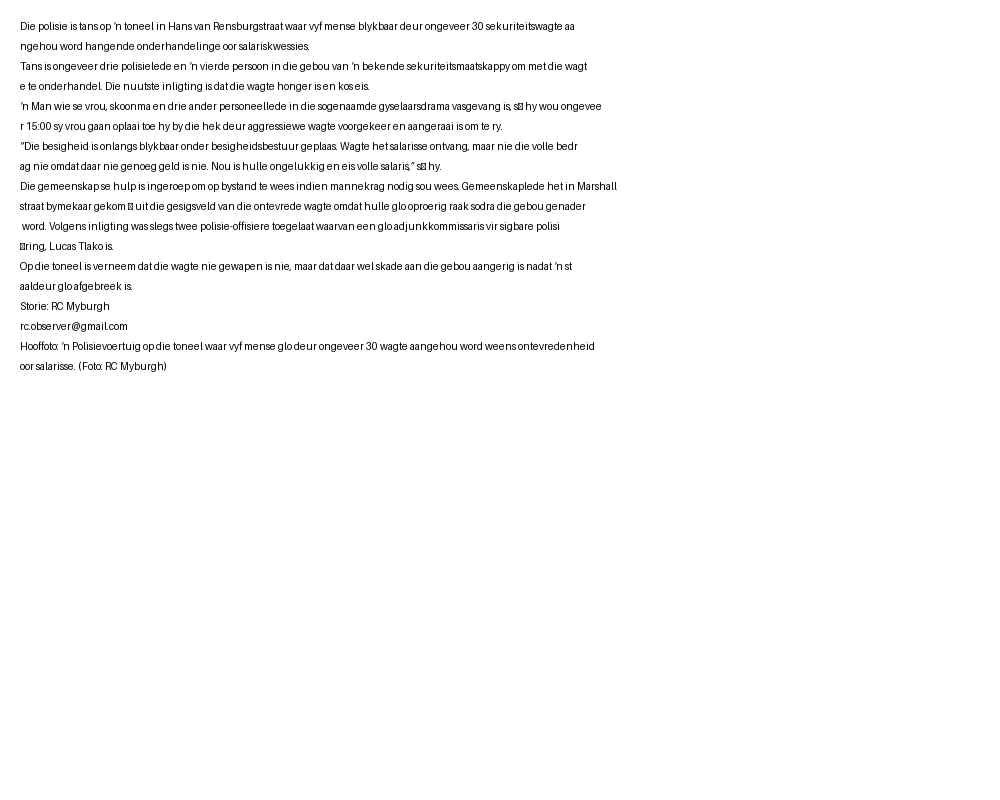 Die polisie is tans op ’n toneel in Hans van Rensburgstraat waar vyf mense blykbaar deur ongeveer 30 sekuriteitswagte aa
ngehou word hangende onderhandelinge oor salariskwessies.
Tans is ongeveer drie polisielede en ’n vierde persoon in die gebou van ’n bekende sekuriteitsmaatskappy om met die wagt
e te onderhandel. Die nuutste inligting is dat die wagte honger is en kos eis.
’n Man wie se vrou, skoonma en drie ander personeellede in die sogenaamde gyselaarsdrama vasgevang is, s hy wou ongevee
r 15:00 sy vrou gaan oplaai toe hy by die hek deur aggressiewe wagte voorgekeer en aangeraai is om te ry.
“Die besigheid is onlangs blykbaar onder besigheidsbestuur geplaas. Wagte het salarisse ontvang, maar nie die volle bedr
ag nie omdat daar nie genoeg geld is nie. Nou is hulle ongelukkig en eis volle salaris,” s hy.
Die gemeenskap se hulp is ingeroep om op bystand te wees indien mannekrag nodig sou wees. Gemeenskaplede het in Marshall
straat bymekaar gekom uit die gesigsveld van die ontevrede wagte omdat hulle glo oproerig raak sodra die gebou genader
word. Volgens inligting was slegs twee polisie-offisiere toegelaat waarvan een glo adjunkkommissaris vir sigbare polisi
ring, Lucas Tlako is.
Op die toneel is verneem dat die wagte nie gewapen is nie, maar dat daar wel skade aan die gebou aangerig is nadat ’n st
aaldeur glo afgebreek is.
Storie: RC Myburgh
rc.observer@gmail.com
Hooffoto: ’n Polisievoertuig op die toneel waar vyf mense glo deur ongeveer 30 wagte aangehou word weens ontevredenheid
oor salarisse. (Foto: RC Myburgh)